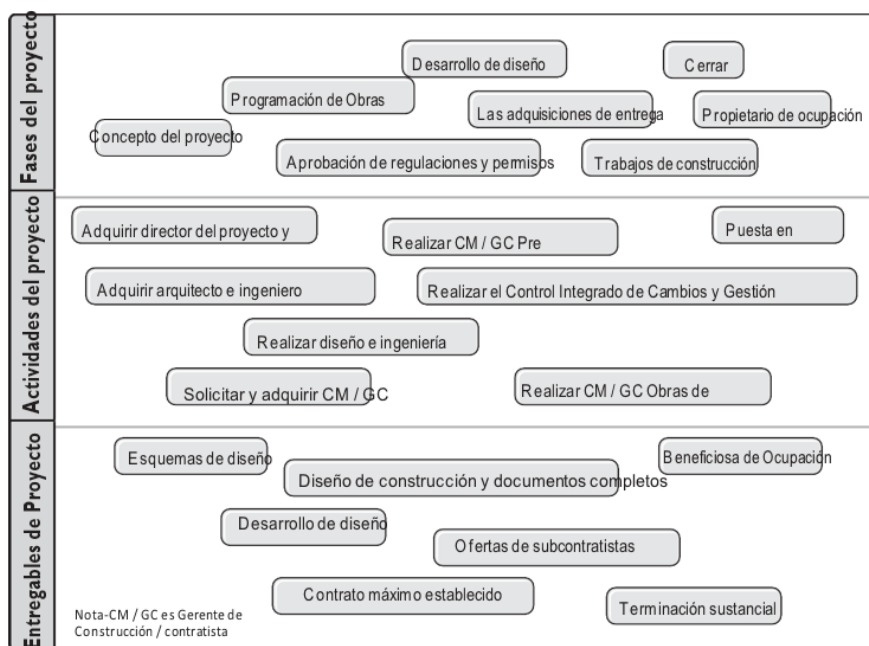 Fases del proyecto
Desarrollo de diseño
Cerrar
Programación de Obras
Las adquisiciones de entrega
Propietario de ocupación
Concepto del proyecto
Aprobación de regulaciones y permisos
Trabajos de construcción
Actividades del proyecto
Adquirir director del proyecto y
Realizar CM / GC Pre
Puesta en
Adquirir arquitecto e ingeniero
Realizar el Control Integrado de Cambios y Gestión
Realizar diseño e ingeniería
Solicitar y adquirir CM / GC
Realizar CM / GC Obras de
Entregables de Proyecto
Esquemas de diseño
Beneficiosa de Ocupación
Diseño de construcción y documentos completos
Desarrollo de diseño
Ofertas de subcontratistas
Contrato máximo establecido
Terminación sustancial
Nota-CM / GC es Gerente de
Construcción / contratista